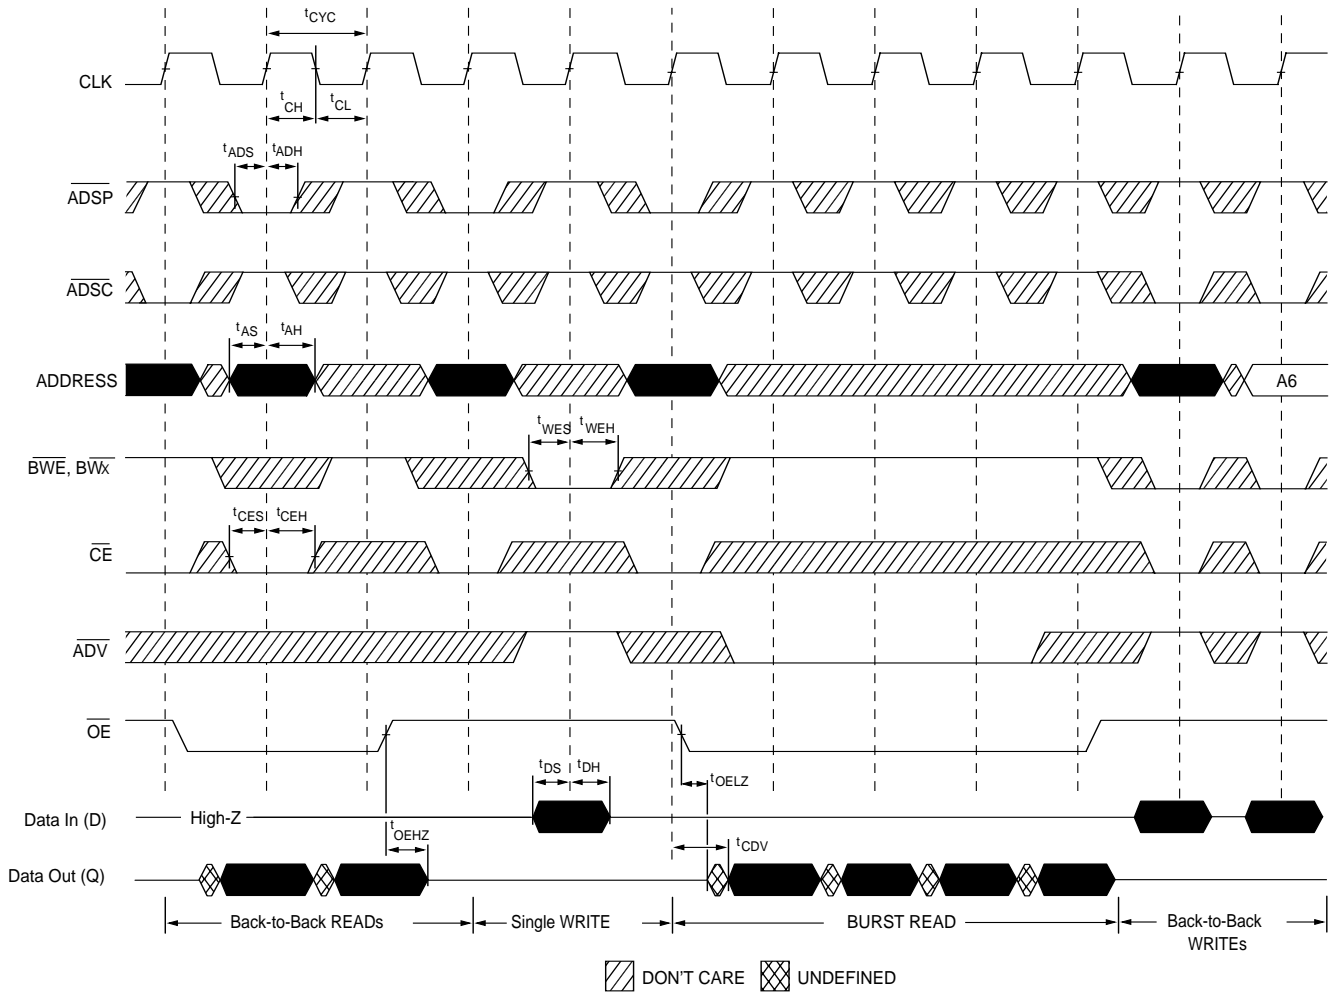 tCYC
CLK
tCH
tCL
tADS
tADH
ADSP
ADSC
tAS
tAH
ADDRESS
A6
tWES
tWEH
BWE, BWx
tCES
tCEH
CE
ADV
OE
tDS
tDH
tOELZ
Data In (D)
High-Z
tOEHZ
tCDV
Data Out (Q)
Back-to-Back READs
Single WRITE
BURST READ
Back-to-Back
WRITEs
DON'T CARE
UNDEFINED